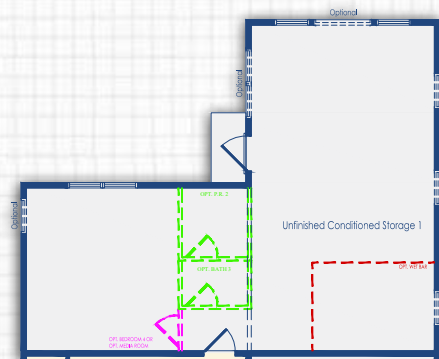 Optional
Optional
OPT. P.R. 2
Optional
Unfinished Conditioned Storage 1
OPT. BATH 3
OPT. WET BAR
OPT. BEDROOM 4 OR
OPT. MEDIA ROOM